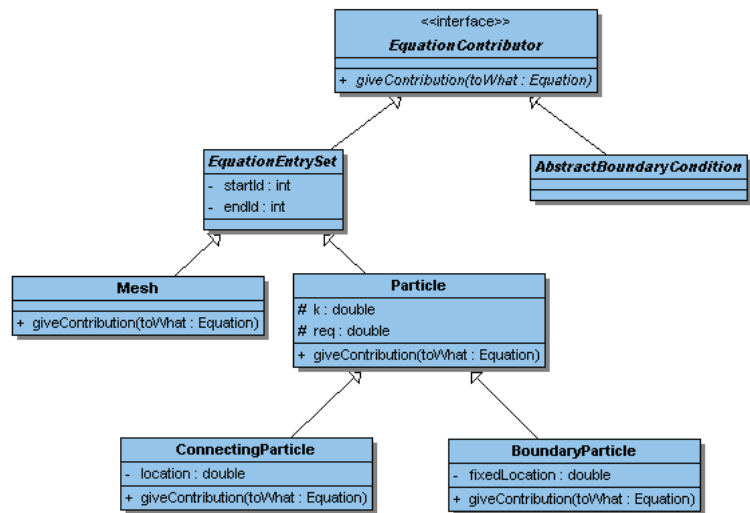 <<interface>>
EquationContributor
+ giveContribution(toWhat : Equation)
EquationEntrySet
- startId : int
- endId : int
AbstractBoundaryCondition
Mesh
+ giveContribution(toWhat : Equation)
Particle
# k : double
# req : double
+ giveContribution(toWhat : Equation)
ConnectingParticle
- location : double
+ giveContribution(toWhat : Equation)
BoundaryParticle
- fixedLocation : double
+ giveContribution(toWhat : Equation)